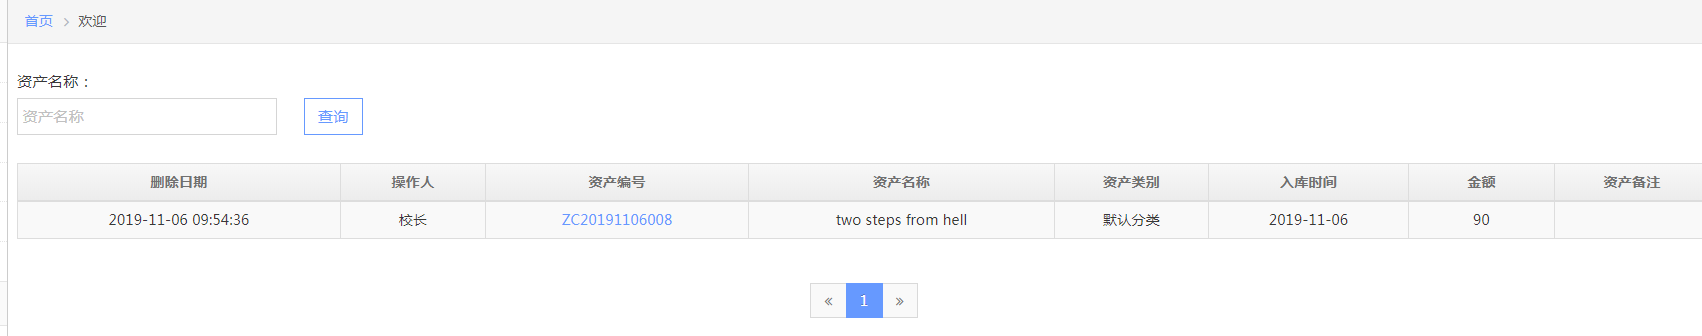 首页 > 欢迎
资产名称：
资产名称 查询
删除日期 操作人 资产编号 资产名称 资产类别 入库时间 金额 资产备注
2019-11-06 09:54:36 校长 ZC20191106008 two steps from hell 默认分类 2019-11-06 90
« 1 »